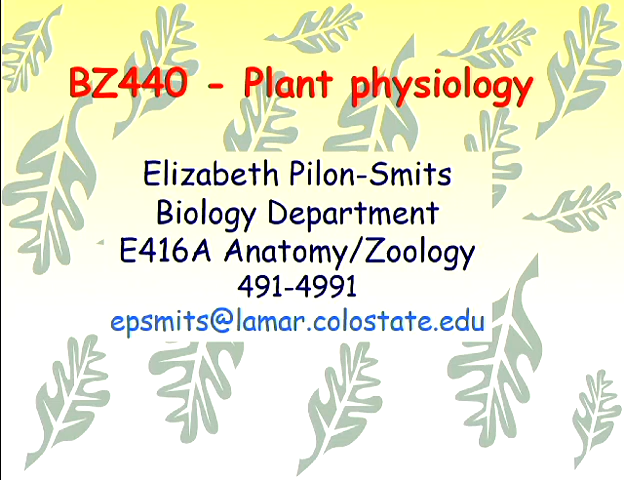 BZ440 - Plant physiology
Elizabeth Pilon-Smits
Biology Department
E416A Anatomy/Zoology
491-4991
epsmits@lamar.colostate.edu